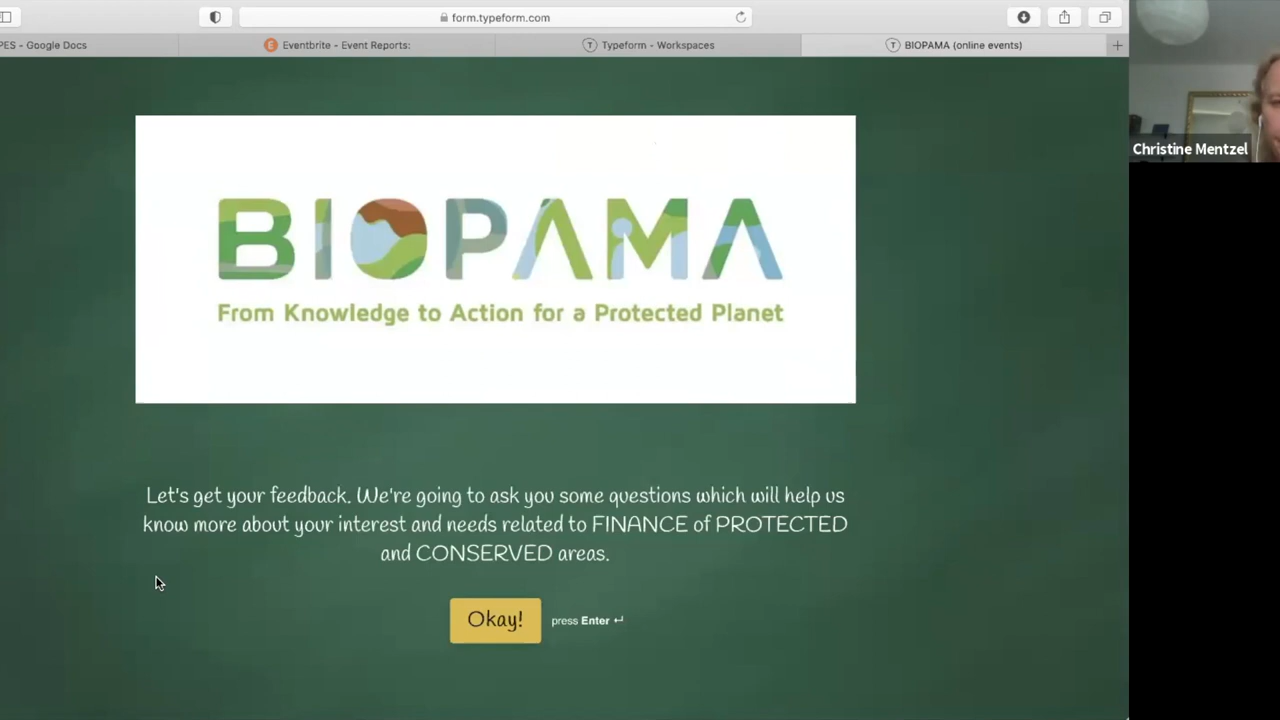 form.typeform.com
PES - Google Docs
Eventbrite - Event Reports:
Typeform - Workspaces
BIOPAMA (online events)
Christine Mentzel
BIOPAMA
From Knowledge to Action for a Protected Planet
Let's get your feedback. We're going to ask you some questions which will help us
know more about your interest and needs related to FINANCE of PROTECTED
and CONSERVED areas.
Okay!
press Enter ↵